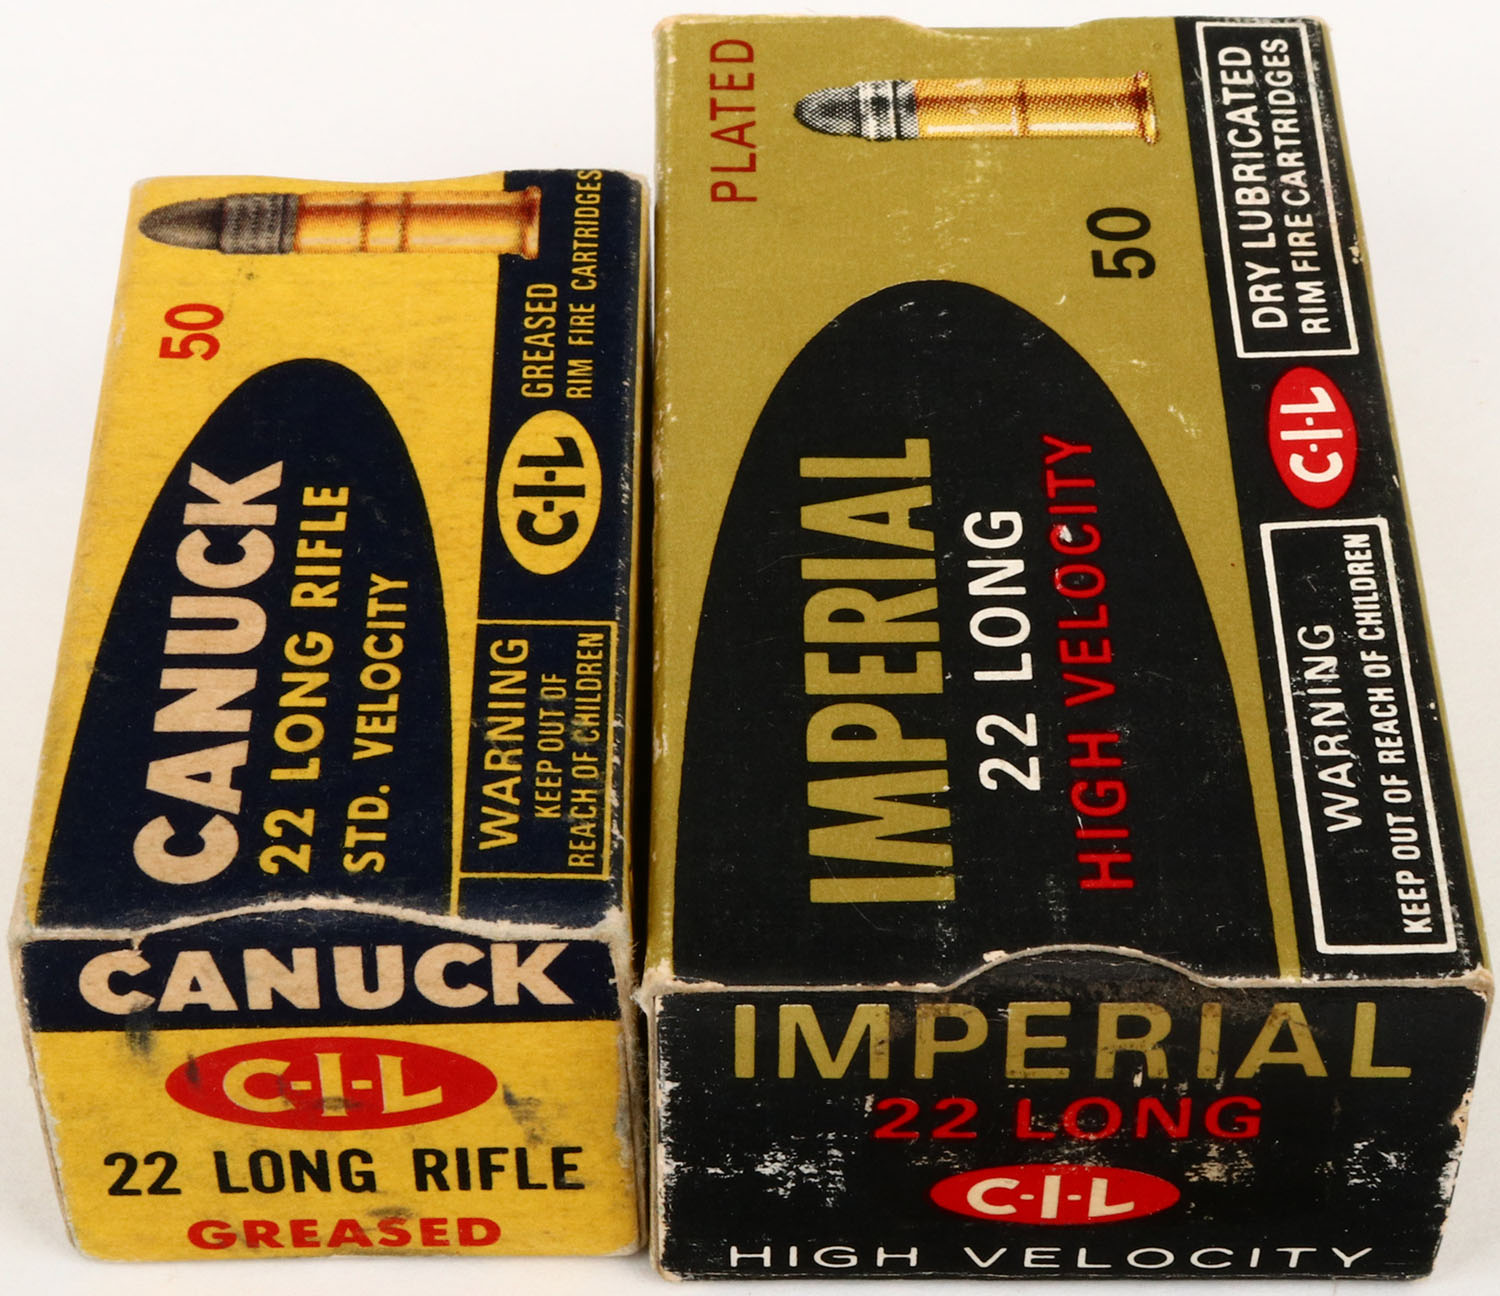 50
CANUCK
22 LONG RIFLE
STD. VELOCITY
GREASED
RIM FIRE CARTRIDGES
C-I-L
WARNING
KEEP OUT OF
REACH OF CHILDREN
CANUCK
C-I-L
22 LONG RIFLE
GREASED
PLATED
50
IMPERIAL
22 LONG
HIGH VELOCITY
DRY LUBRICATED
RIM FIRE CARTRIDGES
C-I-L
WARNING
KEEP OUT OF REACH OF CHILDREN
IMPERIAL
22 LONG
C-I-L
HIGH VELOCITY